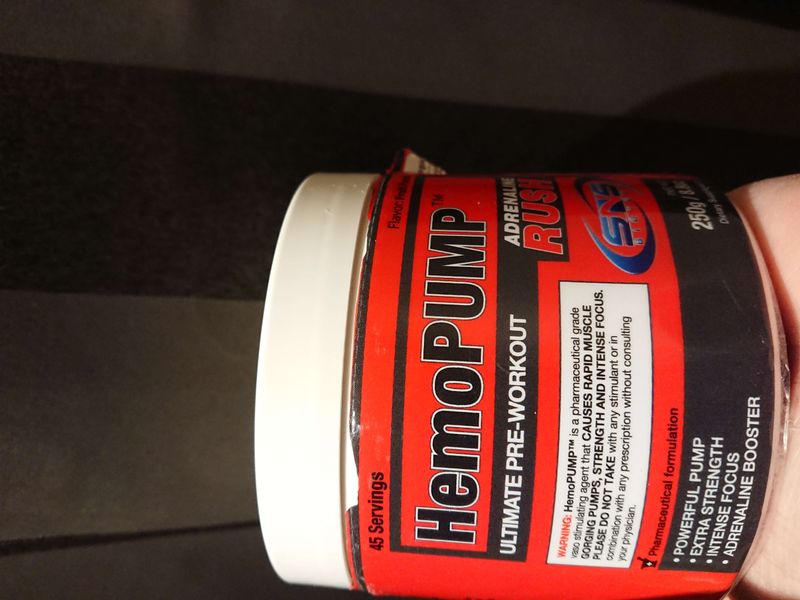 45 Servings
Flavor:
HemoPUMP™
ULTIMATE PRE-WORKOUT
ADRENALINE
RUSH
SNS
WARNING: HemoPUMP™ is a pharmaceutical grade
vaso stimulating agent that CAUSES RAPID MUSCLE
GORGING PUMPS, STRENGTH AND INTENSE FOCUS.
PLEASE DO NOT TAKE with any stimulant or in
combination with any prescription without consulting
your physician.
Pharmaceutical formulation
• POWERFUL PUMP
• EXTRA STRENGTH
• INTENSE FOCUS
• ADRENALINE BOOSTER
250g
Dietary